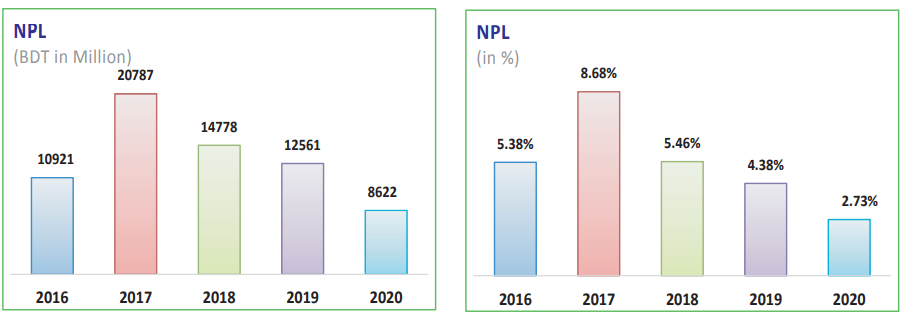 NPL
(BDT in Million)
20787
14778
12561
10921
8622
2016 2017 2018 2019 2020
NPL
(in %)
8.68%
5.38%
5.46%
4.38%
2.73%
2016 2017 2018 2019 2020